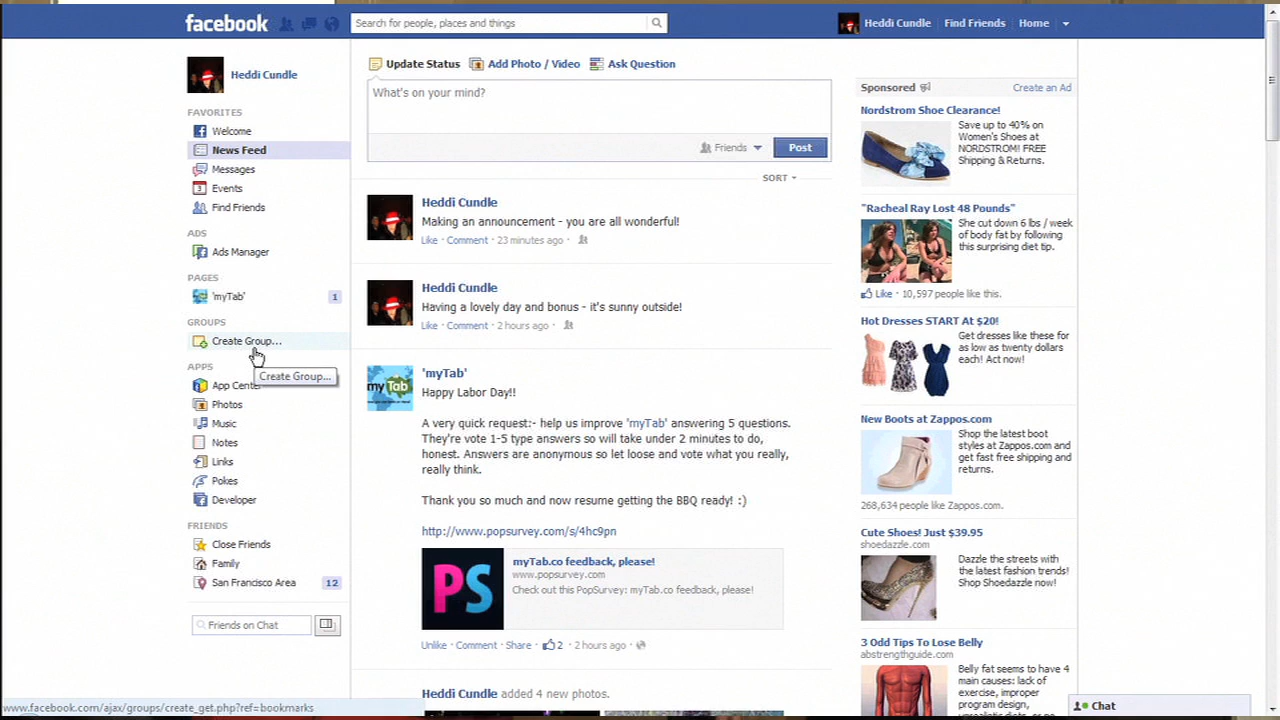 facebook
Search for people, places and things
Heddi Cundle
Find Friends
Home
Heddi Cundle
FAVORITES
Welcome
News Feed
Messages
Events
Find Friends
ADS
Ads Manager
PAGES
'myTab'
1
GROUPS
Create Group...
Create Group...
APPS
App Cente
Photos
Music
Notes
Links
Pokes
Developer
FRIENDS
Close Friends
Family
San Francisco Area
12
Friends on Chat
Update Status
Add Photo / Video
Ask Question
What's on your mind?
Friends
Post
SORT
Heddi Cundle
Making an announcement - you are all wonderful!
Like · Comment · 23 minutes ago ·
Heddi Cundle
Having a lovely day and bonus - it's sunny outside!
Like · Comment · 2 hours ago ·
my Tab
'myTab'
Happy Labor Day!!
A very quick request:- help us improve 'myTab' answering 5 questions.
They're vote 1-5 type answers so will take under 2 minutes to do,
honest. Answers are anonymous so let loose and vote what you really,
really think.
Thank you so much and now resume getting the BBQ ready! :)
http://www.popsurvey.com/s/4hc9pn
PS
myTab.co feedback, please!
www.popsurvey.com
Check out this PopSurvey: myTab.co feedback, please!
Unlike · Comment · Share · 2 · 2 hours ago ·
Heddi Cundle added 4 new photos.
Sponsored
Create an Ad
Nordstrom Shoe Clearance!
Save up to 40% on
Women's Shoes at
NORDSTROM! FREE
Shipping & Returns.
"Racheal Ray Lost 48 Pounds"
She cut down 6 lbs / week
of body fat by following
this surprising diet tip.
Like · 10,597 people like this.
Hot Dresses START At $20!
Get dresses like these for
as low as twenty dollars
each! Act now!
New Boots at Zappos.com
Shop the latest boot
styles at Zappos.com and
get fast free shipping and
returns.
268,634 people like Zappos.com.
Cute Shoes! Just $39.95
shoedazzle.com
Dazzle the streets with
the latest fashion trends!
Shop Shoedazzle now!
3 Odd Tips To Lose Belly
abstrengthguide.com
Belly fat seems to have 4
main causes: lack of
exercise, improper
Chat
www.facebook.com/ajax/groups/create_get.php?ref=bookmarks